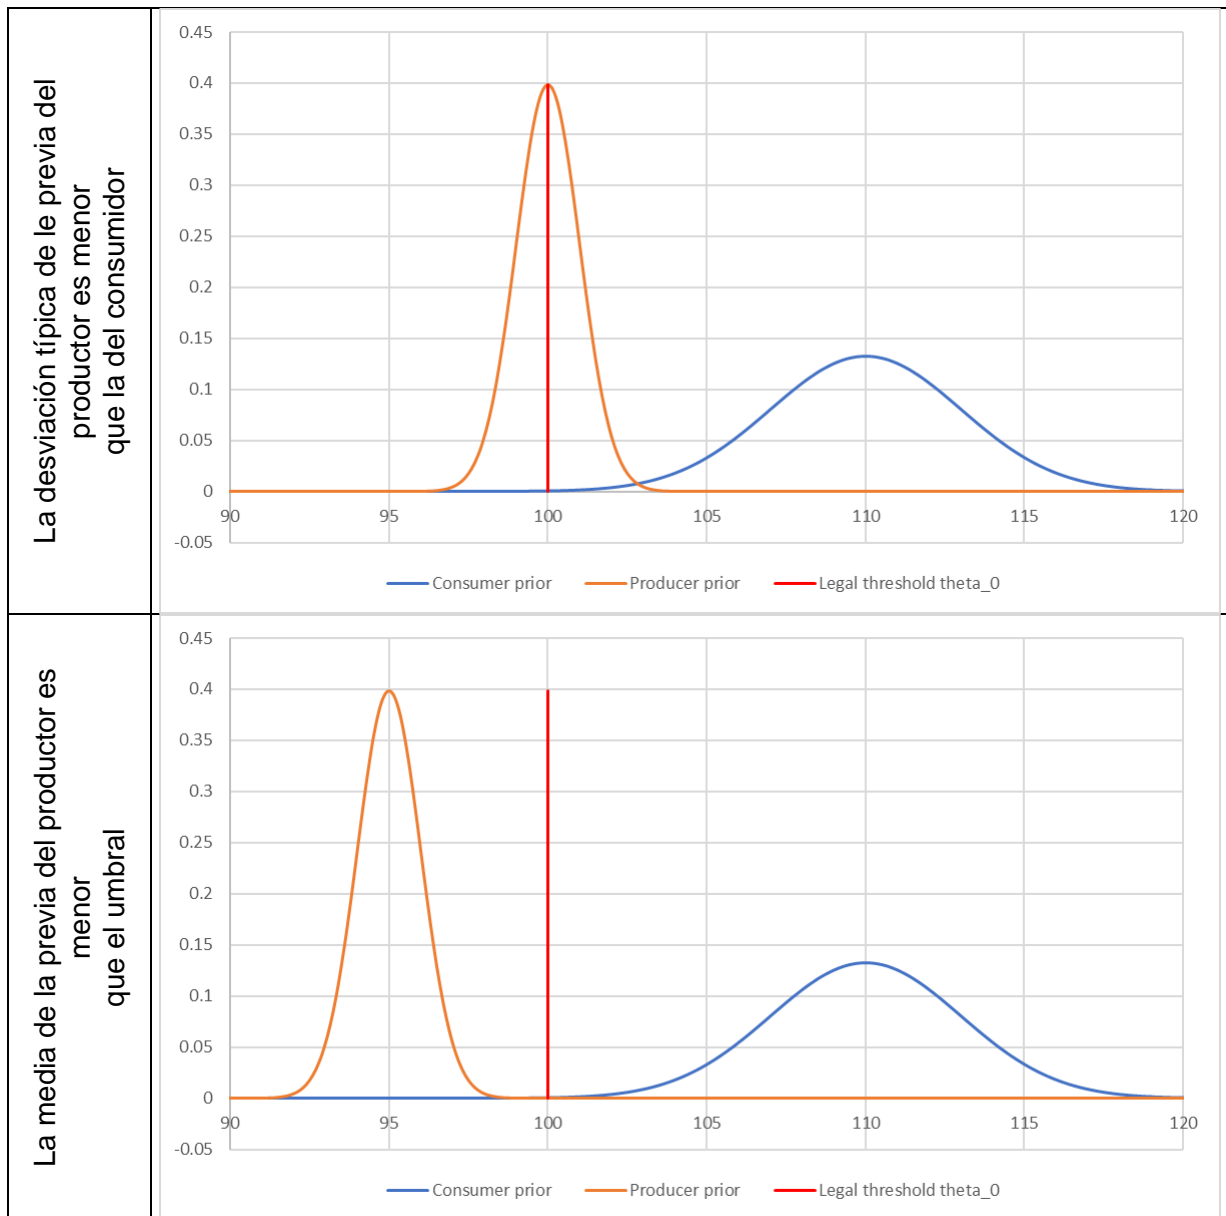 La desviación típica de le previa del
productor es menor
que la del consumidor
0.45
0.4
0.35
0.3
0.25
0.2
0.15
0.1
0.05
0
-0.05
90 95 100 105 110 115 120
Consumer prior Producer prior Legal threshold theta_0
La media de la previa del productor es
menor
que el umbral
0.45
0.4
0.35
0.3
0.25
0.2
0.15
0.1
0.05
0
-0.05
90 95 100 105 110 115 120
Consumer prior Producer prior Legal threshold theta_0